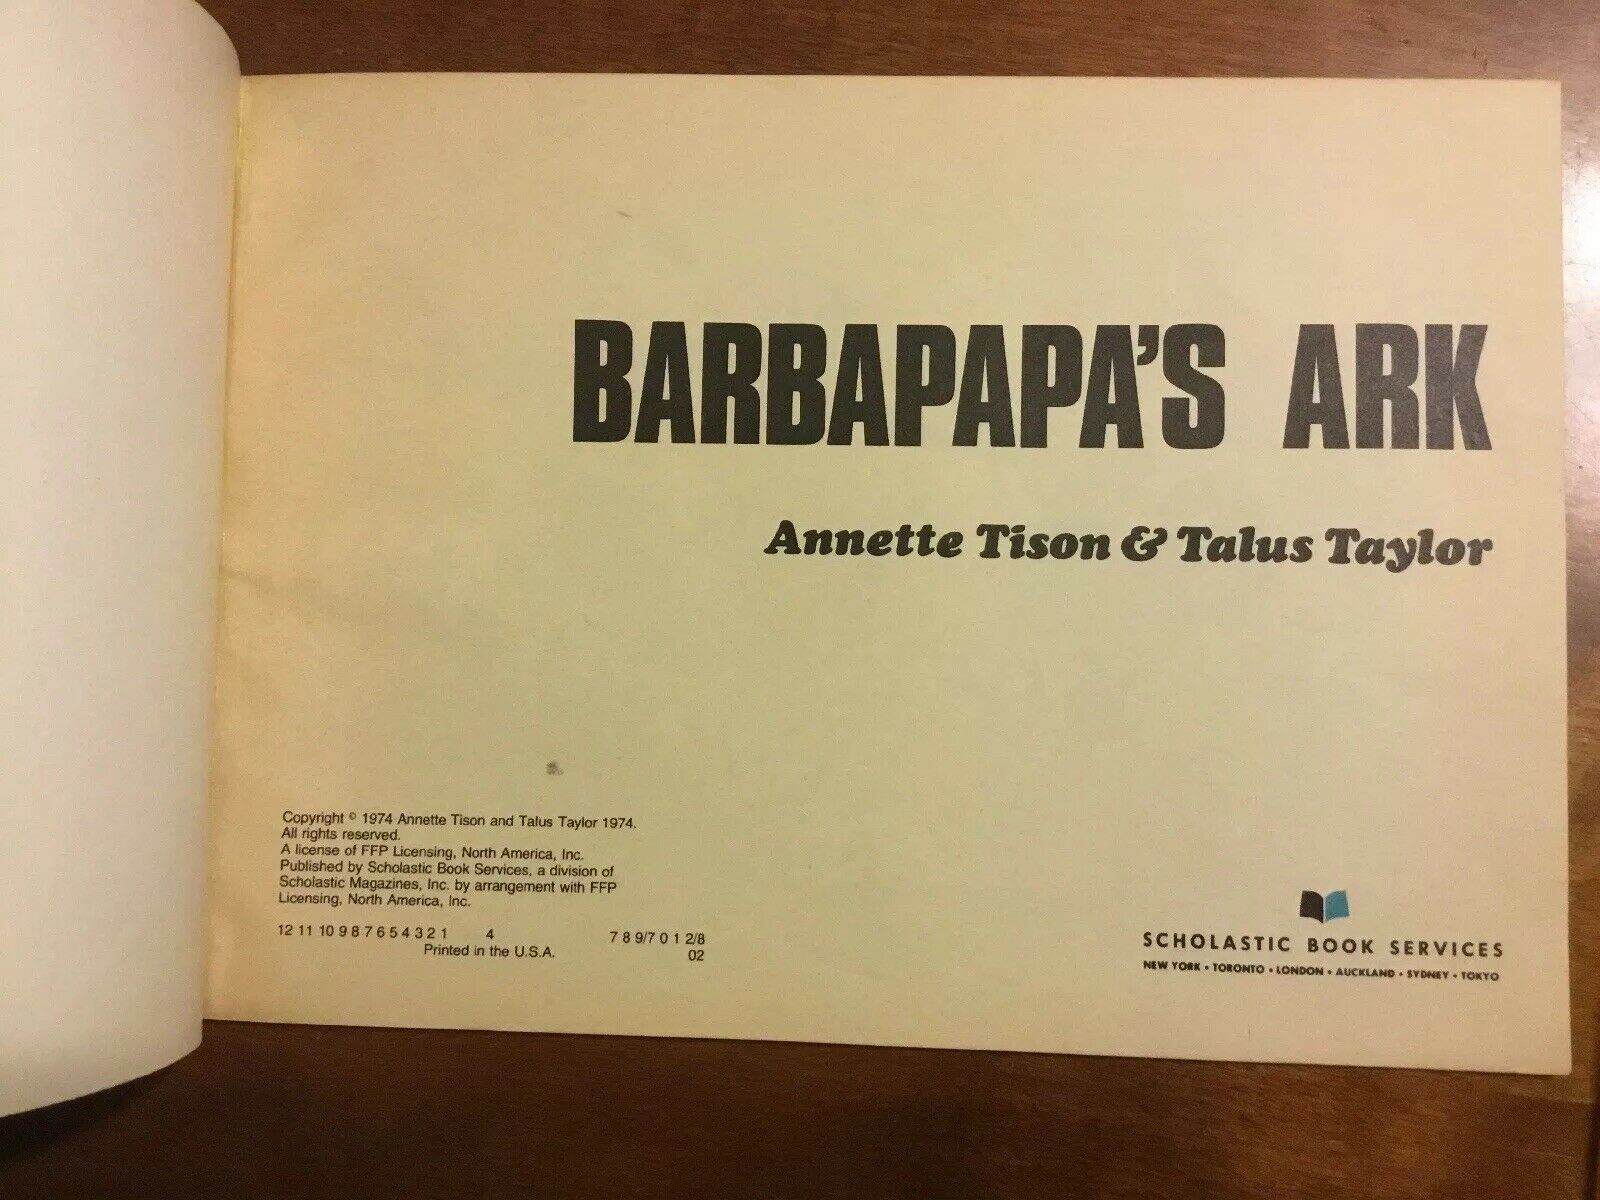 BARBAPAPA'S ARK
Annette Tison & Talus Taylor
Copyright © 1974 Annette Tison and Talus Taylor 1974.
All rights reserved.
A license of FFP Licensing, North America, Inc.
Published by Scholastic Book Services, a division of
Scholastic Magazines, Inc. by arrangement with FFP
Licensing, North America, Inc.
12 11 10 9 8 7 6 5 4 3 2 1 4 7 8 9/7 0 1 2/8
Printed in the U.S.A. 02
SCHOLASTIC BOOK SERVICES
NEW YORK • TORONTO • LONDON • AUCKLAND • SYDNEY • TOKYO